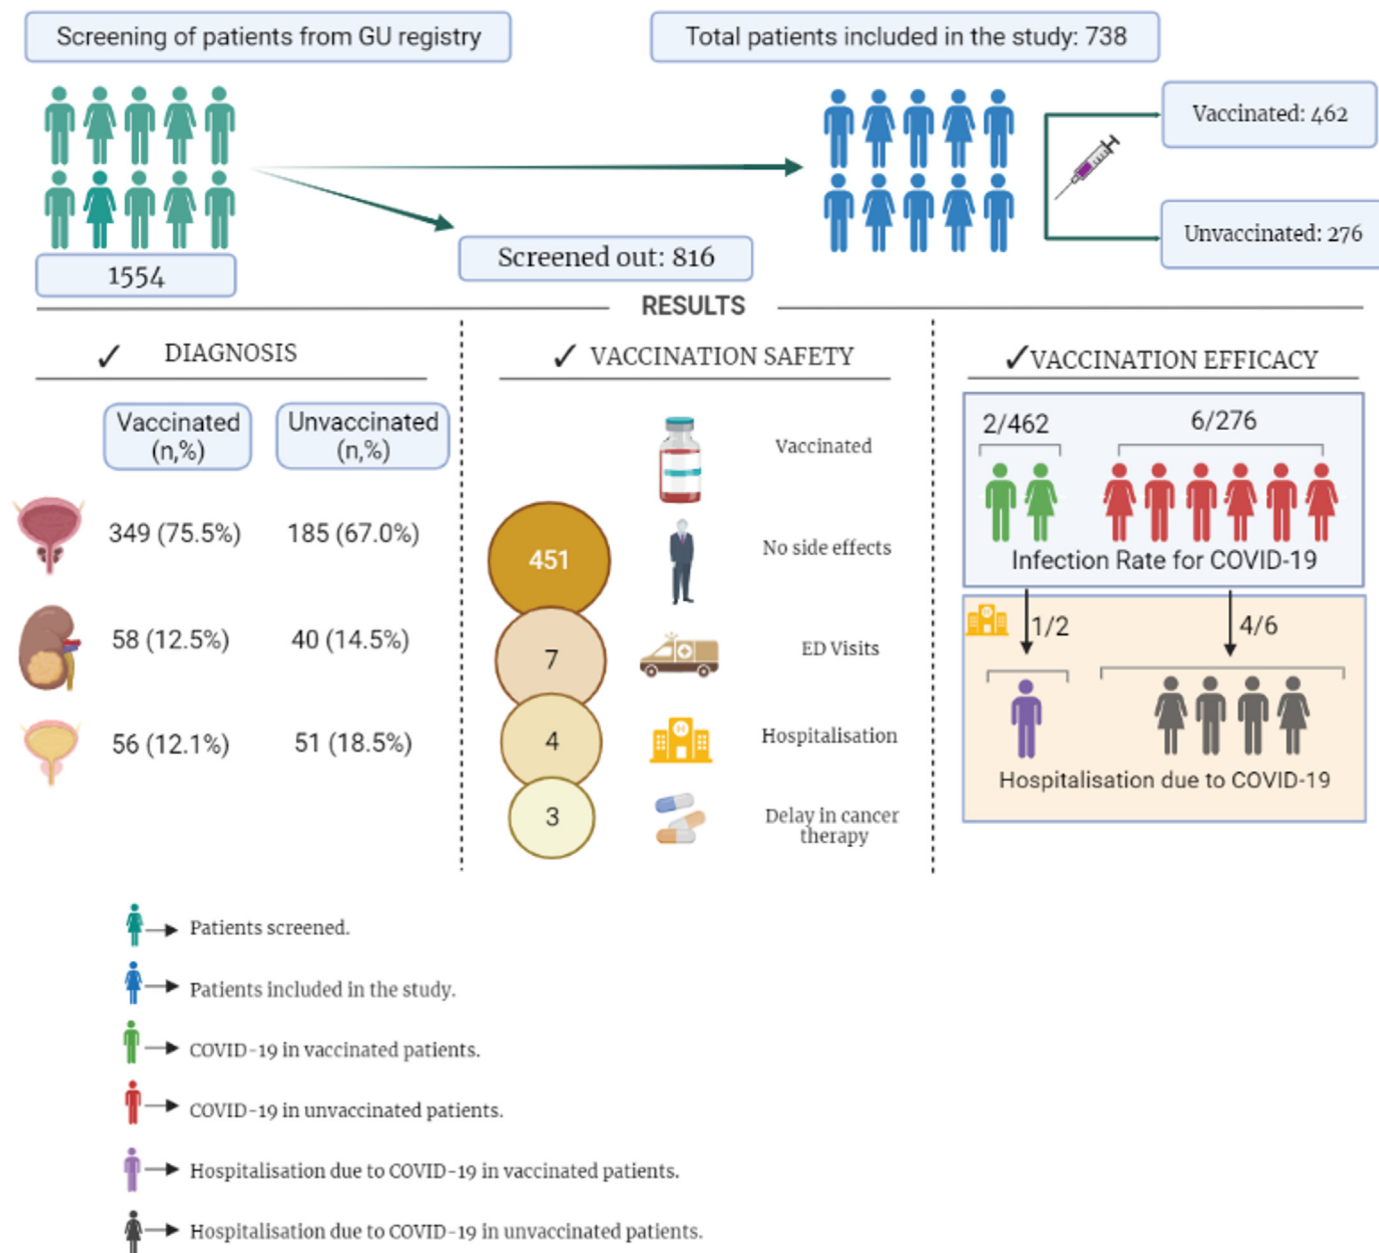 Screening of patients from GU registry
Total patients included in the study: 738
Vaccinated: 462
Unvaccinated: 276
Screened out: 816
1554
RESULTS
✓ DIAGNOSIS
Vaccinated
(n,%)
Unvaccinated
(n,%)
349 (75.5%)
185 (67.0%)
58 (12.5%)
40 (14.5%)
56 (12.1%)
51 (18.5%)
✓ VACCINATION SAFETY
Vaccinated
451
No side effects
7
ED Visits
4
Hospitalisation
3
Delay in cancer
therapy
✓VACCINATION EFFICACY
2/462
6/276
Infection Rate for COVID-19
1/2
4/6
Hospitalisation due to COVID-19
Patients screened.
Patients included in the study.
COVID-19 in vaccinated patients.
COVID-19 in unvaccinated patients.
Hospitalisation due to COVID-19 in vaccinated patients.
Hospitalisation due to COVID-19 in unvaccinated patients.